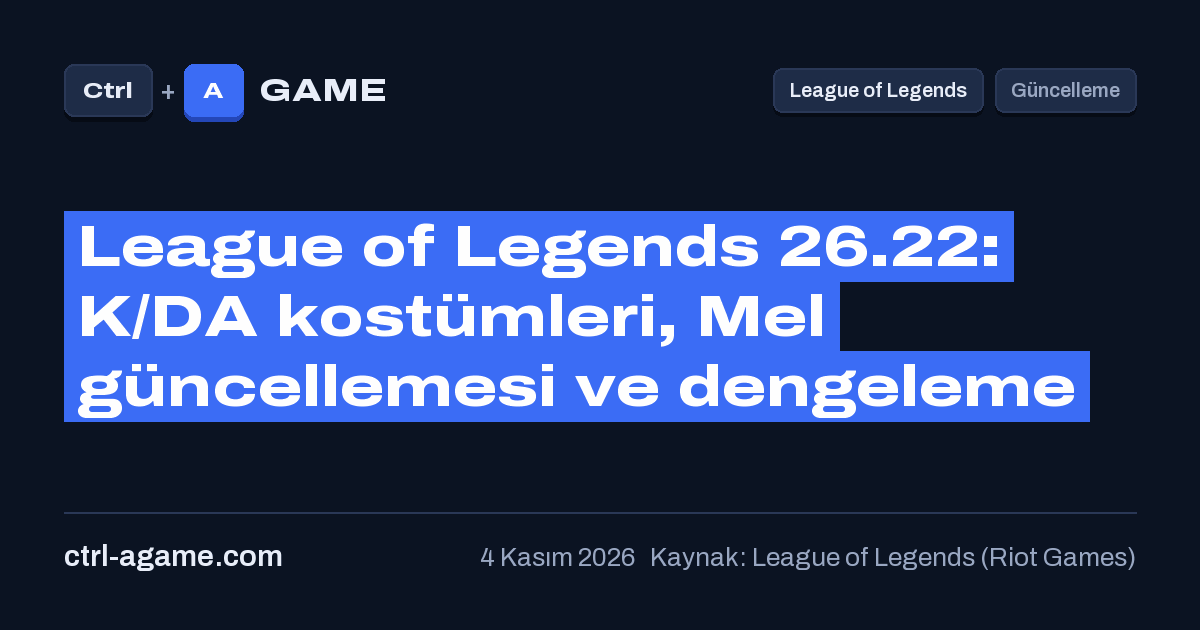 Ctrl + A GAME
League of Legends Güncelleme
League of Legends 26.22:
K/DA kostümleri, Mel
güncellemesi ve dengeleme
ctrl-agame.com
4 Kasım 2026 Kaynak: League of Legends (Riot Games)